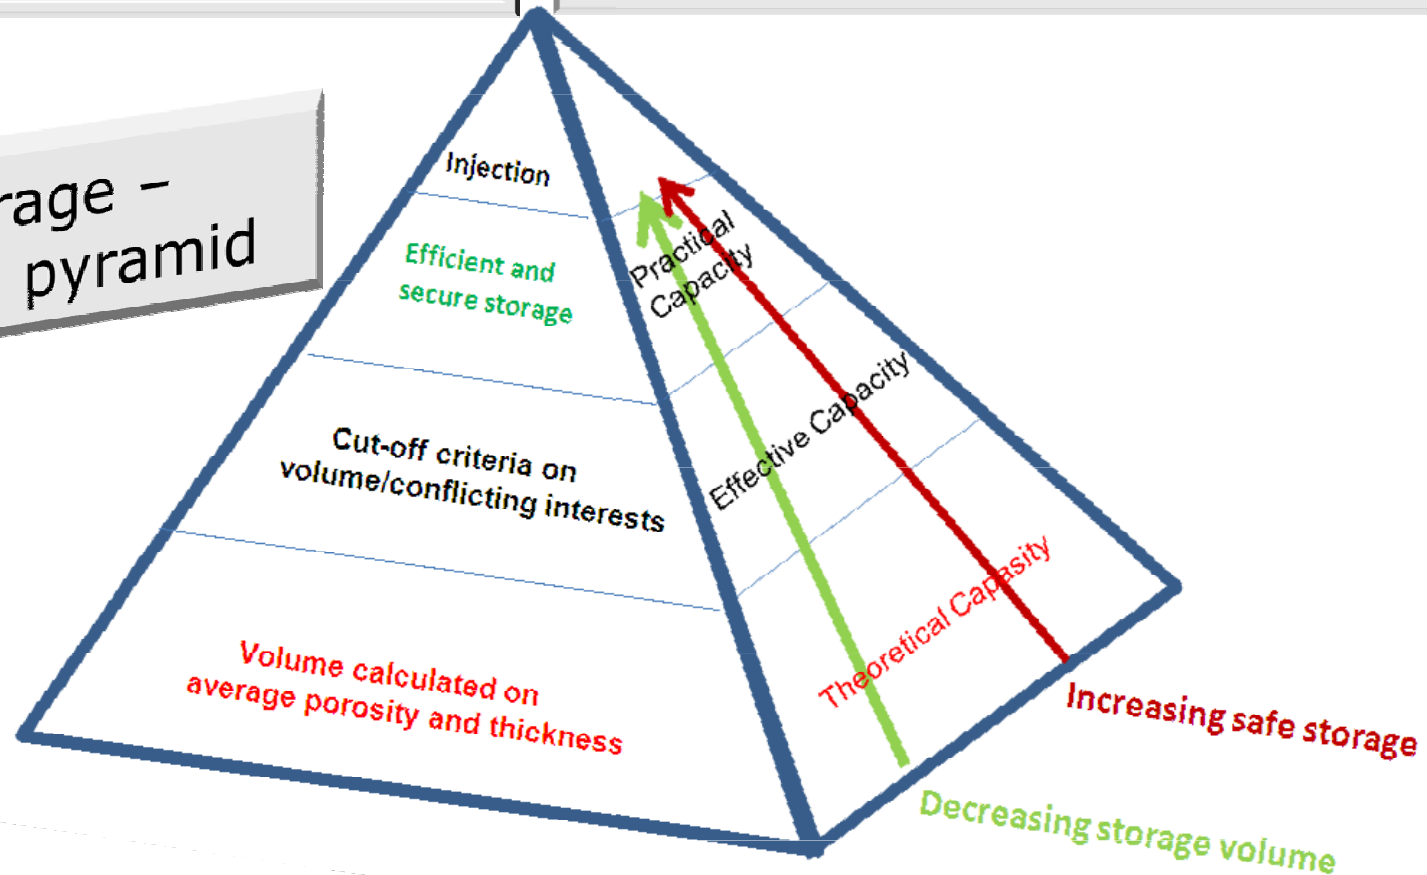 rage –
pyramid
Injection
Efficient and
secure storage
Cut-off criteria on
volume/conflicting interests
Volume calculated on
average porosity and thickness
Practical
Capacity
Effective Capacity
Theoretical Capasity
Increasing safe storage
Decreasing storage volume